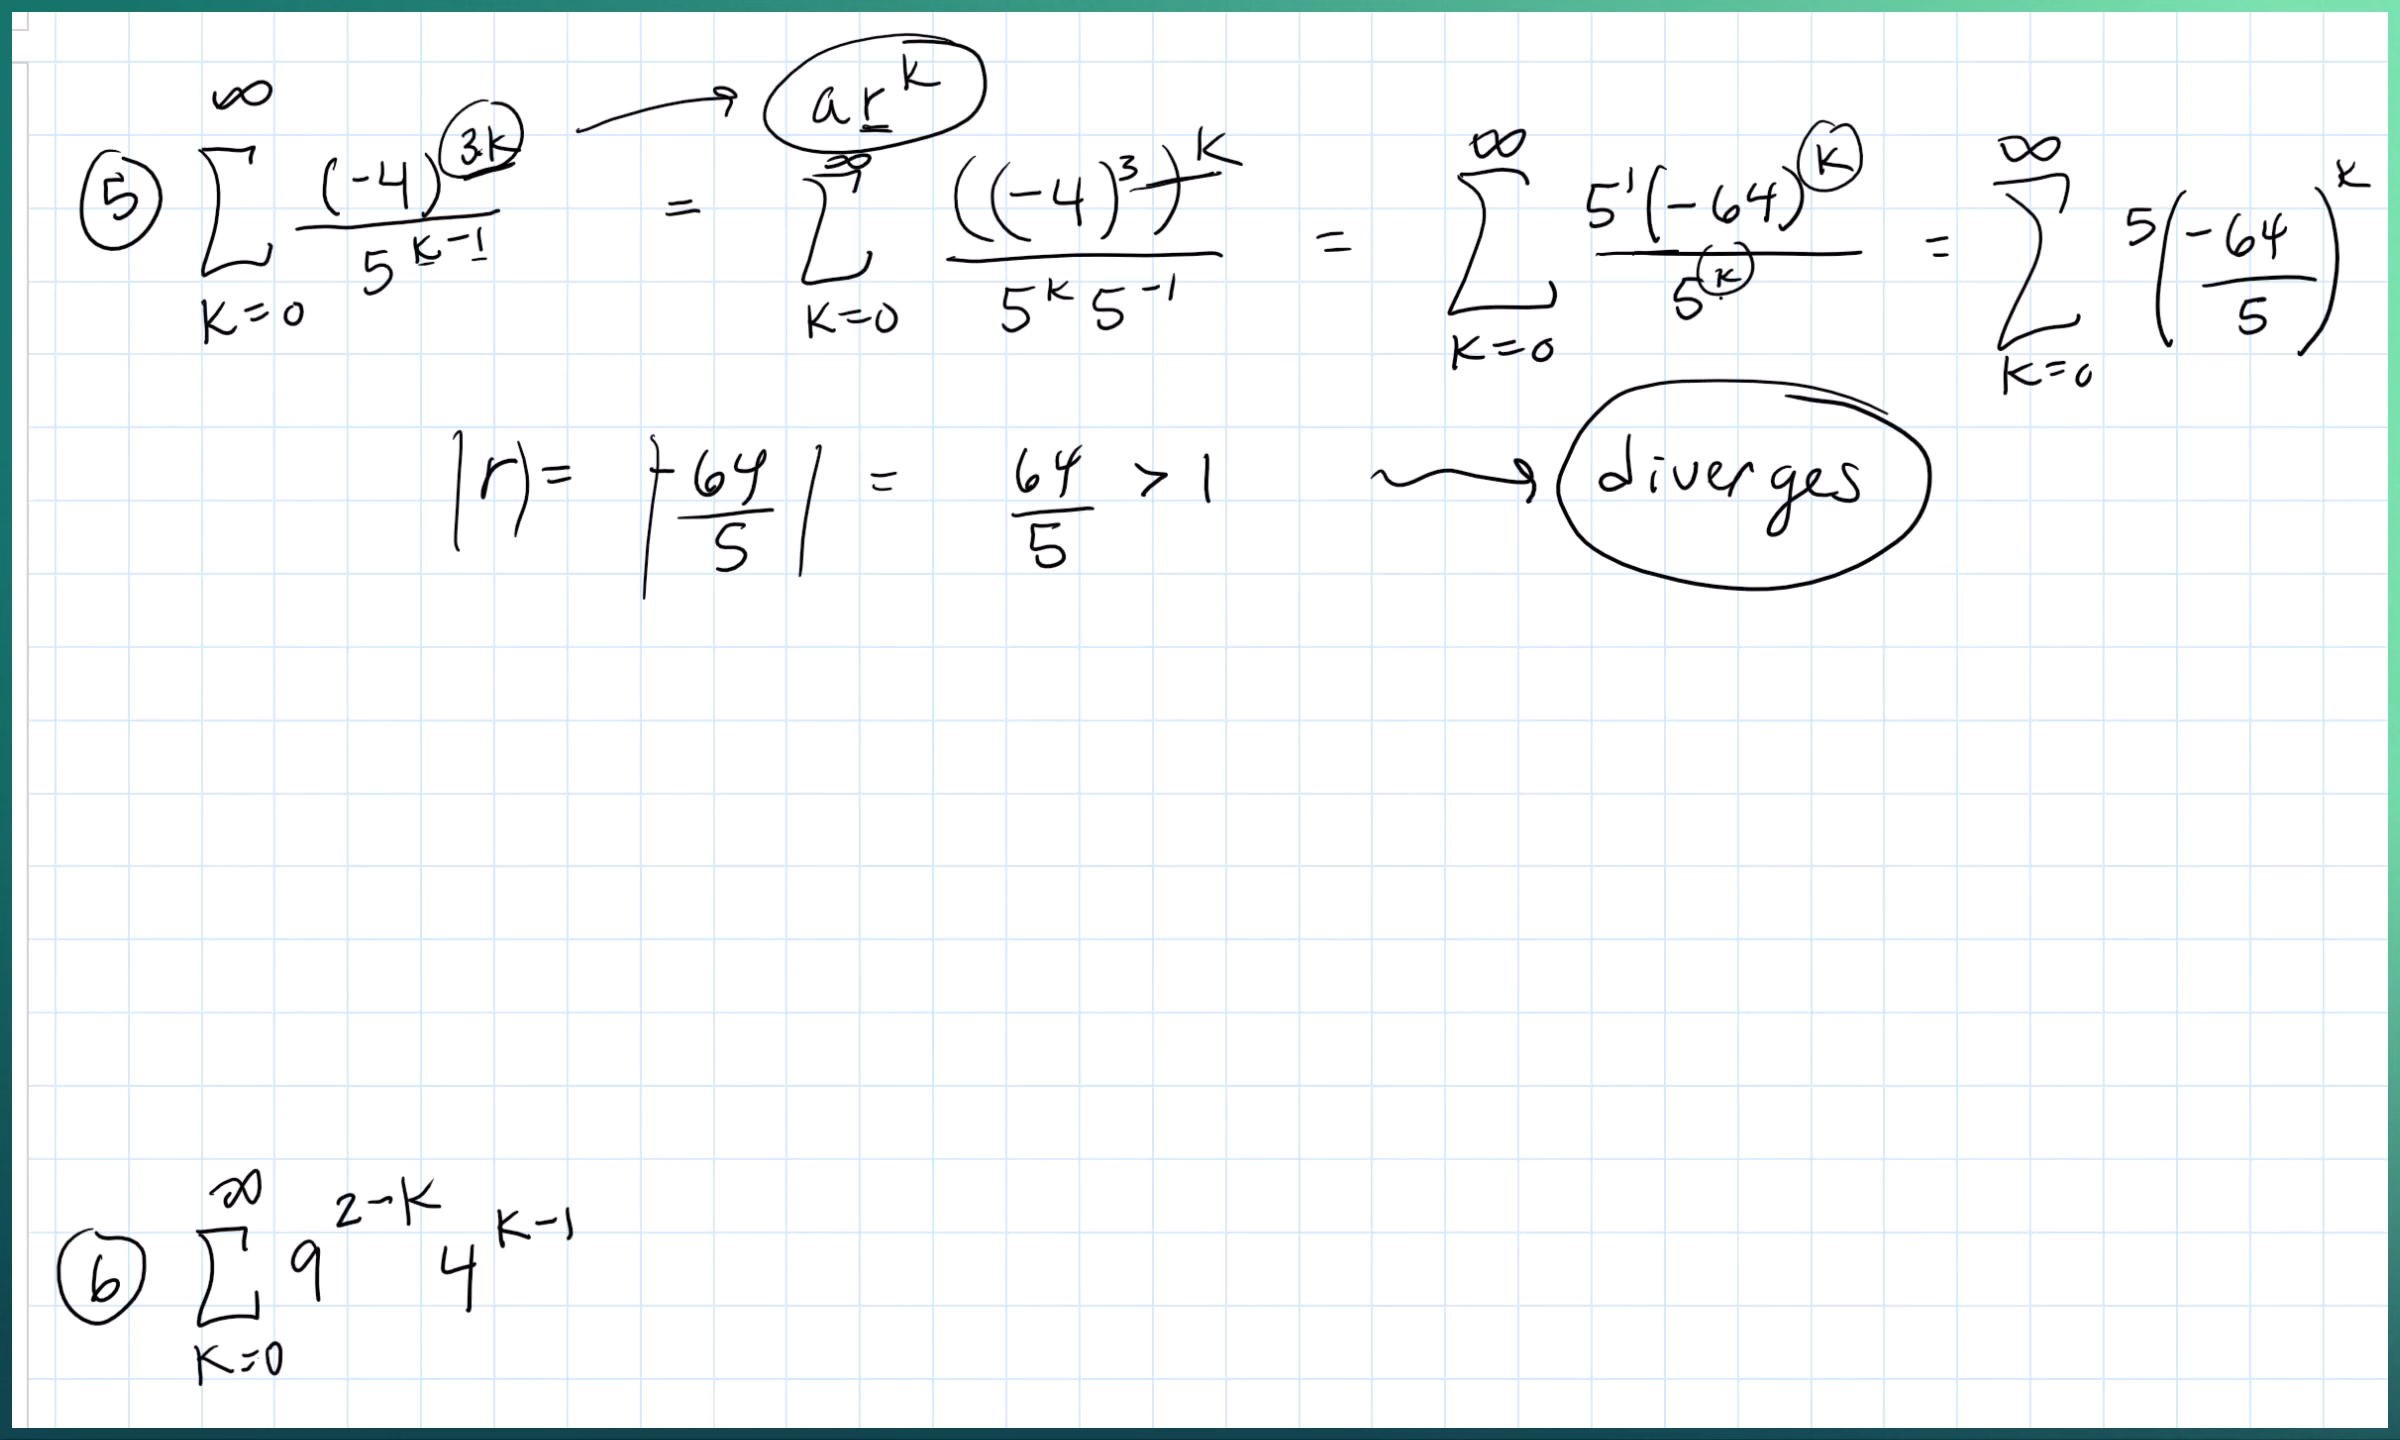 ⑤ ∑_{k=0}^{∞} (-4)^{3k} / 5^{k-1} → ar^k = ∑_{k=0}^{∞} ((-4)^3)^k / 5^k 5^{-1} = ∑_{k=0}^{∞} 5^1(-64)^k / 5^k = ∑_{k=0}^{∞} 5(-64/5)^k
|r| = |-64/5| = 64/5 > 1 → diverges
⑥ ∑_{k=0}^{∞} 9^{2-k} 4^{k-1}